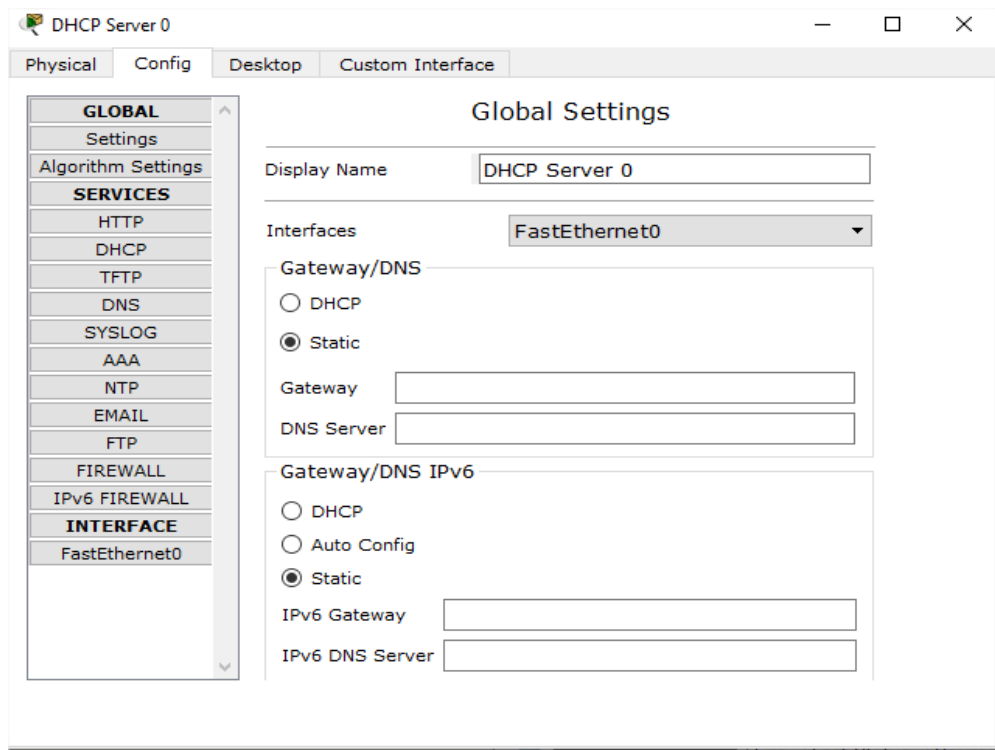 DHCP Server 0
Physical Config Desktop Custom Interface
GLOBAL
Settings
Algorithm Settings
SERVICES
HTTP
DHCP
TFTP
DNS
SYSLOG
AAA
NTP
EMAIL
FTP
FIREWALL
IPv6 FIREWALL
INTERFACE
FastEthernet0
Global Settings
Display Name DHCP Server 0
Interfaces FastEthernet0
Gateway/DNS
DHCP
Static
Gateway
DNS Server
Gateway/DNS IPv6
DHCP
Auto Config
Static
IPv6 Gateway
IPv6 DNS Server